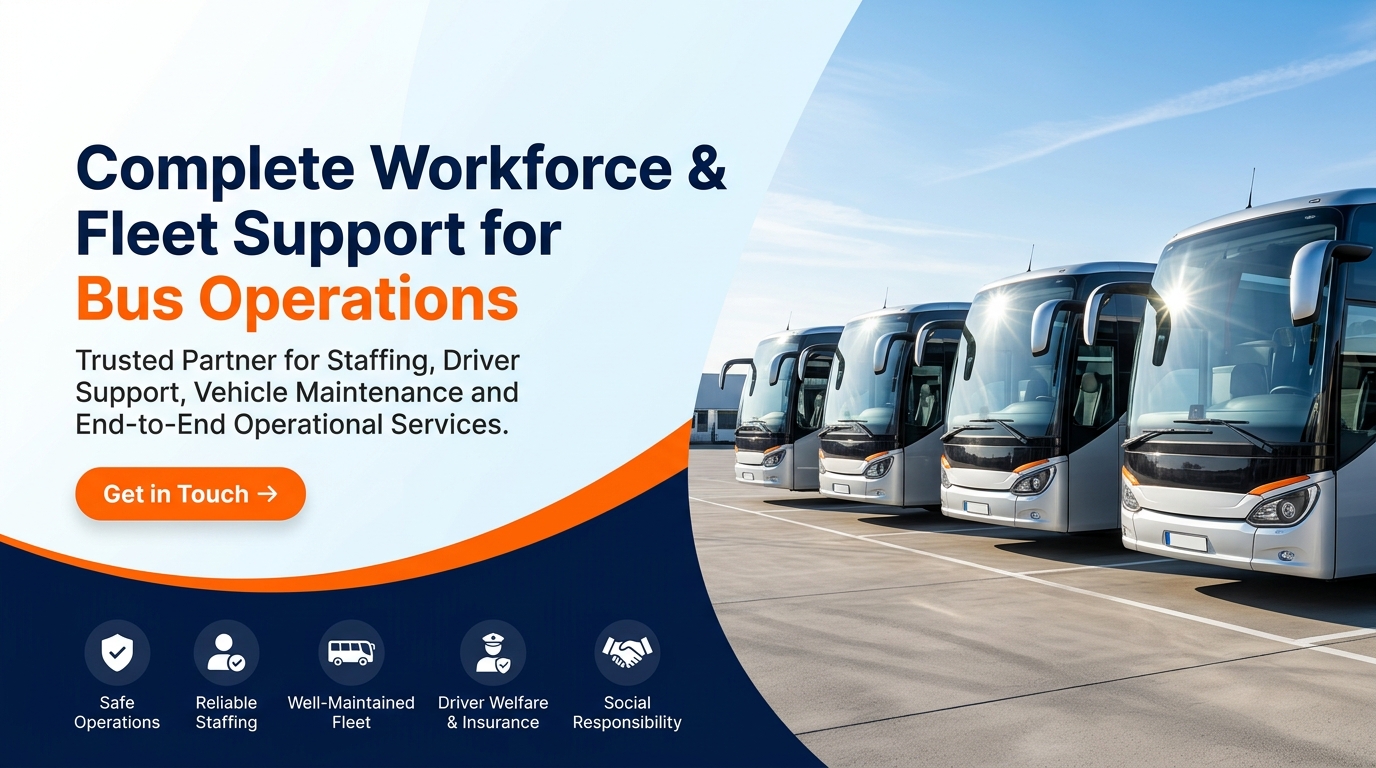 Complete Workforce &
Fleet Support for
Bus Operations
Trusted Partner for Staffing, Driver
Support, Vehicle Maintenance and
End-to-End Operational Services.
Get in Touch →
Safe
Operations
Reliable
Staffing
Well-Maintained
Fleet
Driver Welfare
& Insurance
Social
Responsibility